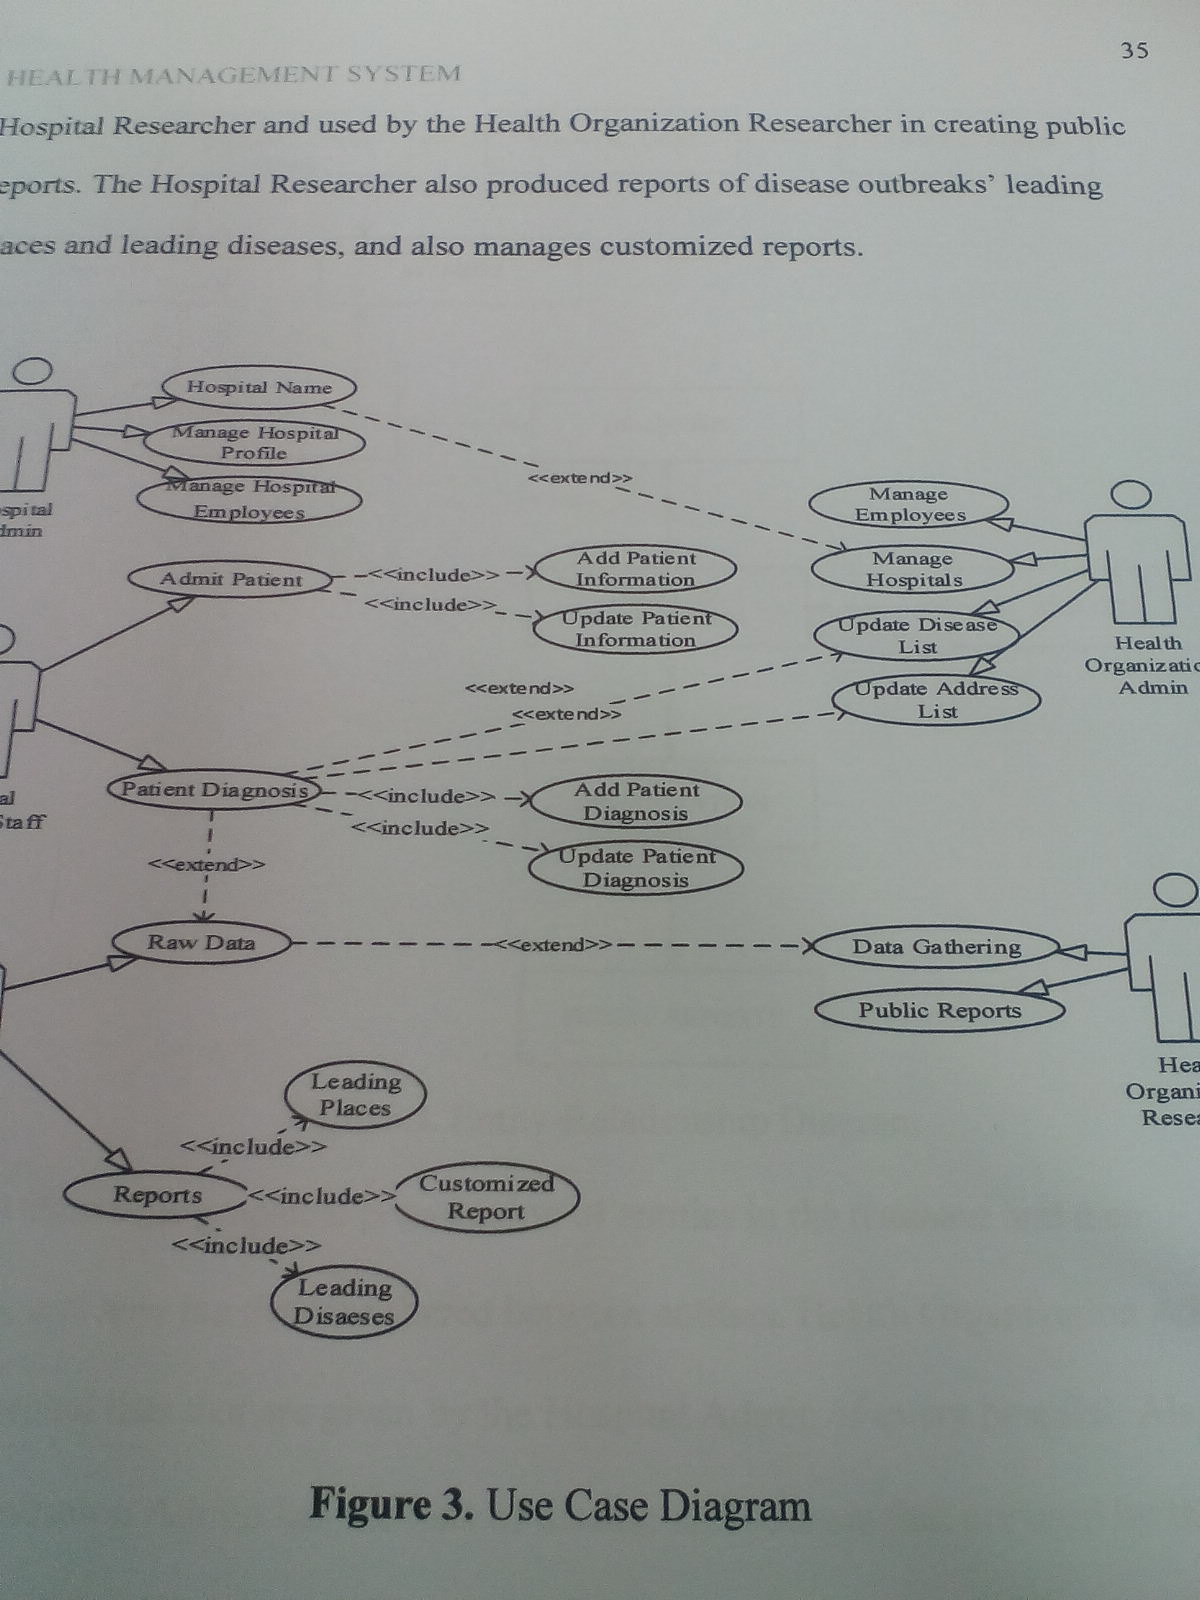 35
HEALTH MANAGEMENT SYSTEM
Hospital Researcher and used by the Health Organization Researcher in creating public
eports. The Hospital Researcher also produced reports of disease outbreaks' leading
aces and leading diseases, and also manages customized reports.
Hospital Name
Manage Hospital
Profile
Manage Hospital
Employees
spital
dmin
<<extend>>
Manage
Employees
Manage
Hospitals
Update Disease
List
Update Address
List
Health
Organizatio
Admin
Admit Patient
<<include>>
<<include>>
Add Patient
Information
Update Patient
Information
<<extend>>
<<extend>>
al
Staff
Patient Diagnosis
<<include>>
<<include>>
Add Patient
Diagnosis
Update Patient
Diagnosis
<<extend>>
Raw Data
<<extend>>
Data Gathering
Public Reports
Hea
Organi
Resea
Leading
Places
<<include>>
Reports
<<include>>
Customized
Report
<<include>>
Leading
Disaeses
Figure 3. Use Case Diagram